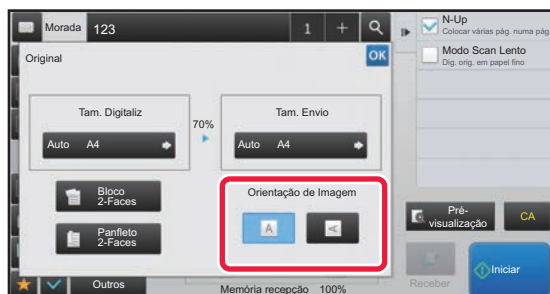 Morada 123 1 +
N-Up
Colocar várias pág. numa pág.
Modo Scan Lento
Dig. orig. em papel fino
Original
OK
Tam. Digitaliz
70%
Tam. Envio
Auto A4
Auto A4
Bloco
2-Faces
Panfleto
2-Faces
Orientação de Imagem
A
A
Pré-
visualização
CA
Outros
Memória recepção 100%
Receber
Iniciar